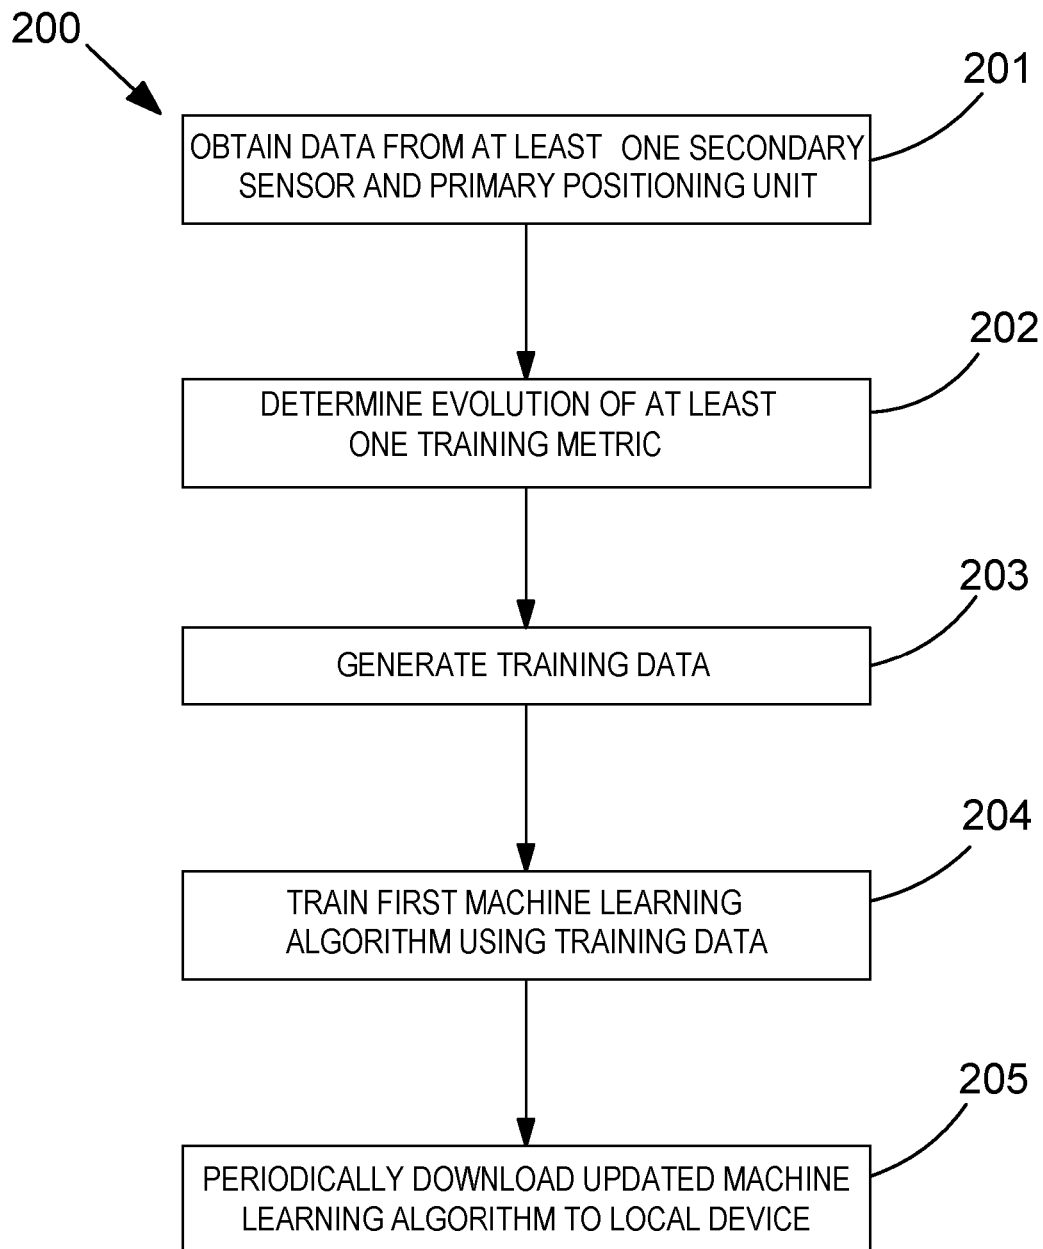 200
201
OBTAIN DATA FROM AT LEAST ONE SECONDARY
SENSOR AND PRIMARY POSITIONING UNIT
202
DETERMINE EVOLUTION OF AT LEAST
ONE TRAINING METRIC
203
GENERATE TRAINING DATA
204
TRAIN FIRST MACHINE LEARNING
ALGORITHM USING TRAINING DATA
205
PERIODICALLY DOWNLOAD UPDATED MACHINE
LEARNING ALGORITHM TO LOCAL DEVICE